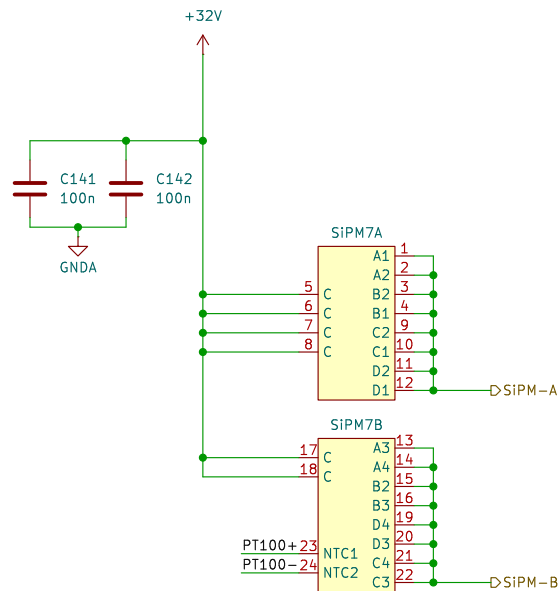 +32V
C141
100n
C142
100n
GNDA
SiPM7A
A1 1
A2 2
5 C B2 3
6 C B1 4
7 C C2 9
8 C C1 10
D2 11
D1 12
SiPM-A
SiPM7B
A3 13
17 C A4 14
18 C B2 15
B3 16
D4 19
PT100+ 23 NTC1 D3 20
PT100- 24 NTC2 C4 21
C3 22
SiPM-B